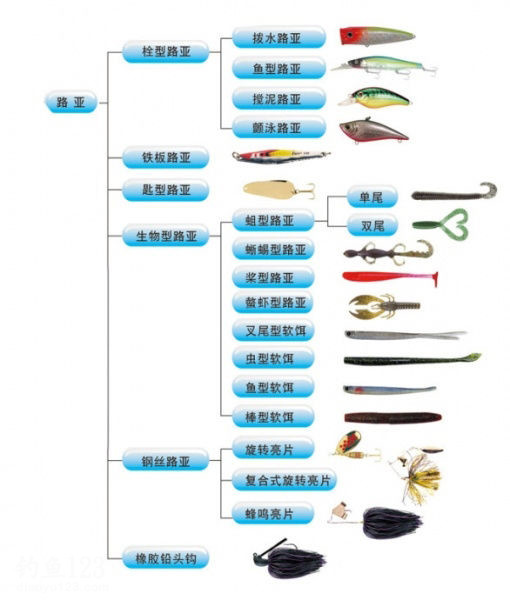 路亚
栓型路亚
拨水路亚
鱼型路亚
搅泥路亚
颤泳路亚
铁板路亚
匙型路亚
生物型路亚
蛆型路亚
单尾
双尾
蜥蜴型路亚
桨型路亚
螯虾型路亚
叉尾型软饵
虫型软饵
鱼型软饵
棒型软饵
钢丝路亚
旋转亮片
复合式旋转亮片
蜂鸣亮片
橡胶铅头钩
钓鱼123